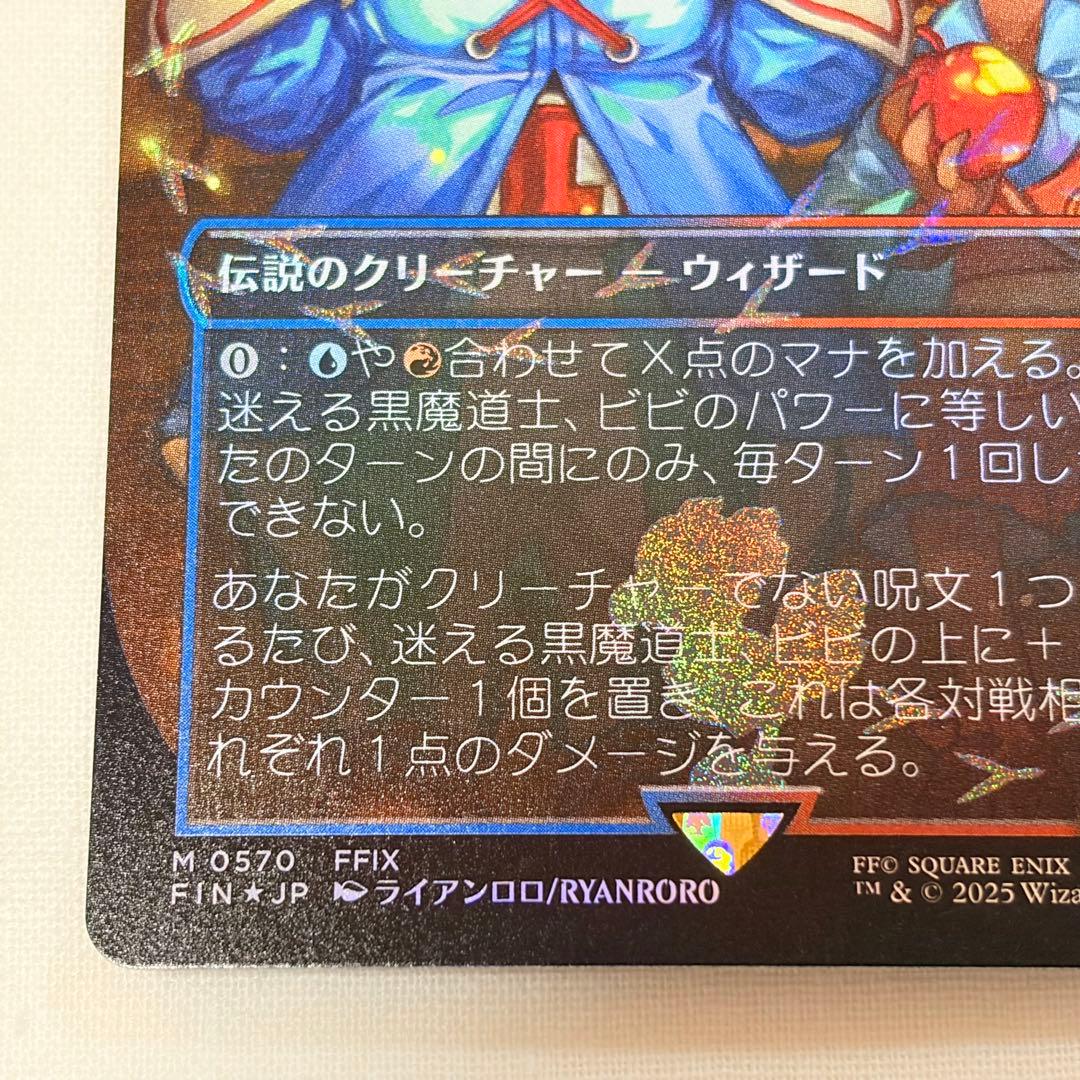 伝説のクリーチャー — ウィザード
0：や合わせてX点のマナを加える。
迷える黒魔道士、ビビのパワーに等しい
たのターンの間にのみ、毎ターン１回し
できない。
あなたがクリーチャーでない呪文１つ
るたび、迷える黒魔道士、ビビの上に＋
カウンター１個を置き、これは各対戦相
れぞれ１点のダメージを与える。
M 0570 FFIX
FIN★JP ライアンロロ/RYANRORO
FF© SQUARE ENIX
™ & © 2025 Wiza